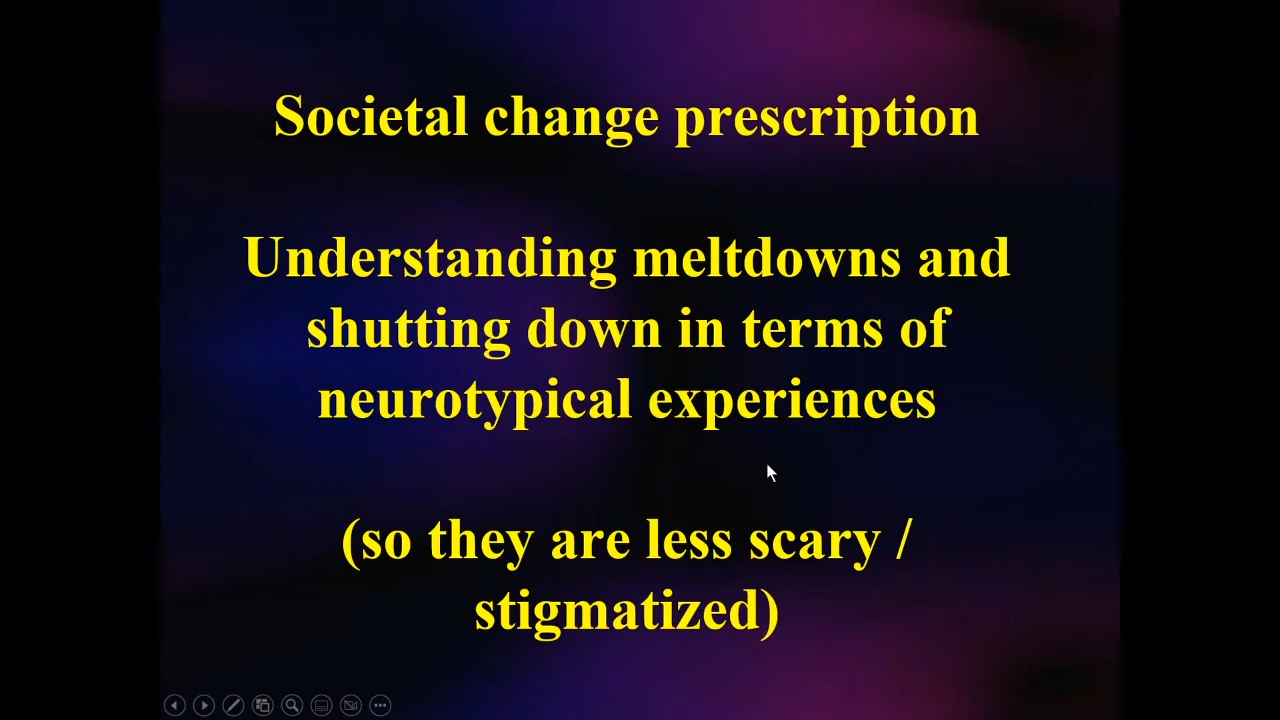 Societal change prescription
Understanding meltdowns and
shutting down in terms of
neurotypical experiences
(so they are less scary /
stigmatized)